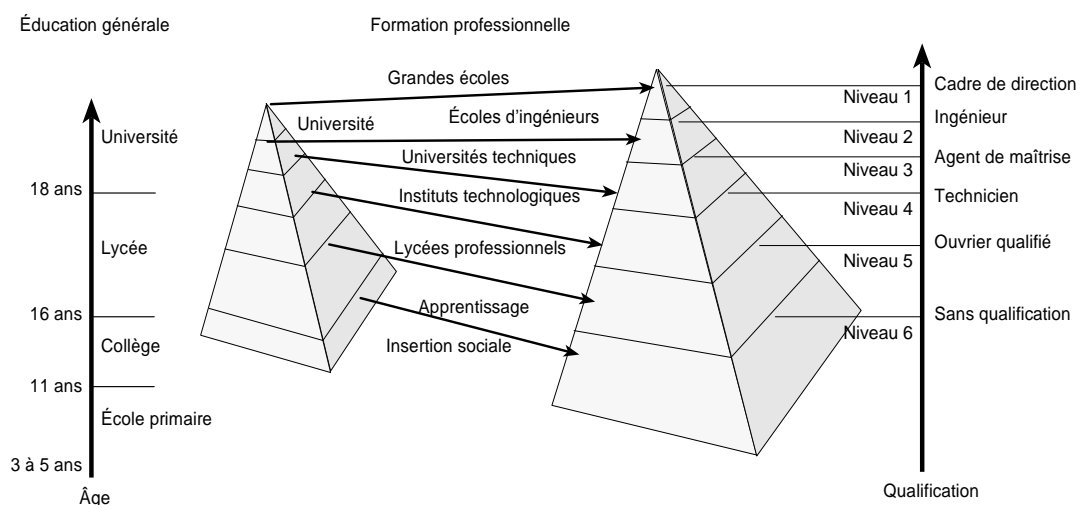 Éducation générale
Formation professionnelle
Grandes écoles
Cadre de direction
Niveau 1
Ingénieur
Université
Université
Écoles d'ingénieurs
Niveau 2
Universités techniques
Agent de maîtrise
Niveau 3
18 ans
Instituts technologiques
Technicien
Niveau 4
Lycée
Lycées professionnels
Ouvrier qualifié
Niveau 5
16 ans
Apprentissage
Sans qualification
Niveau 6
Collège
Insertion sociale
11 ans
École primaire
3 à 5 ans
Âge
Qualification